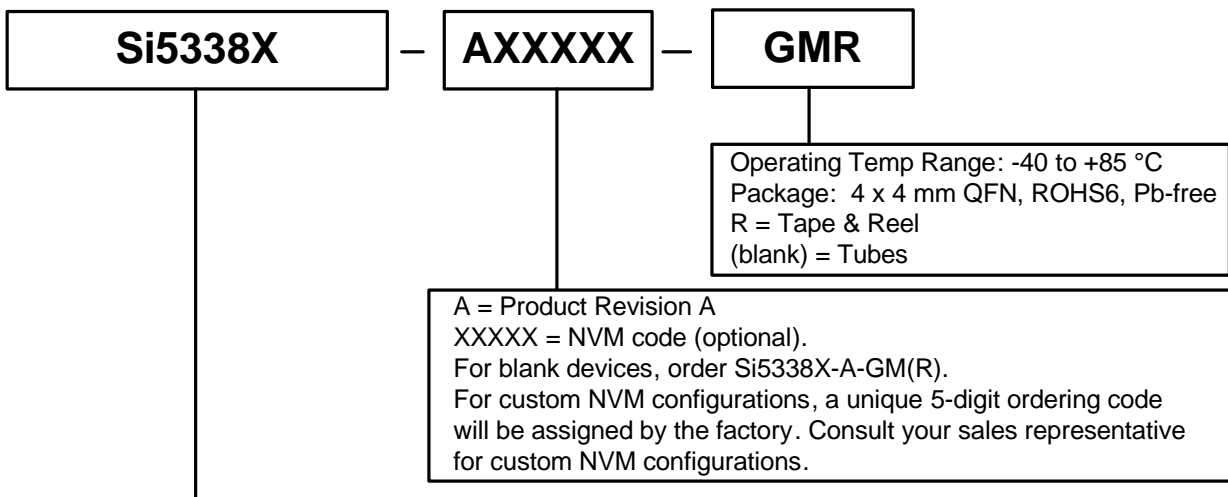 Si5338X – AXXXXX – GMR
Operating Temp Range: -40 to +85 °C
Package: 4 x 4 mm QFN, ROHS6, Pb-free
R = Tape & Reel
(blank) = Tubes
A = Product Revision A
XXXXX = NVM code (optional).
For blank devices, order Si5338X-A-GM(R).
For custom NVM configurations, a unique 5-digit ordering code
will be assigned by the factory. Consult your sales representative
for custom NVM configurations.